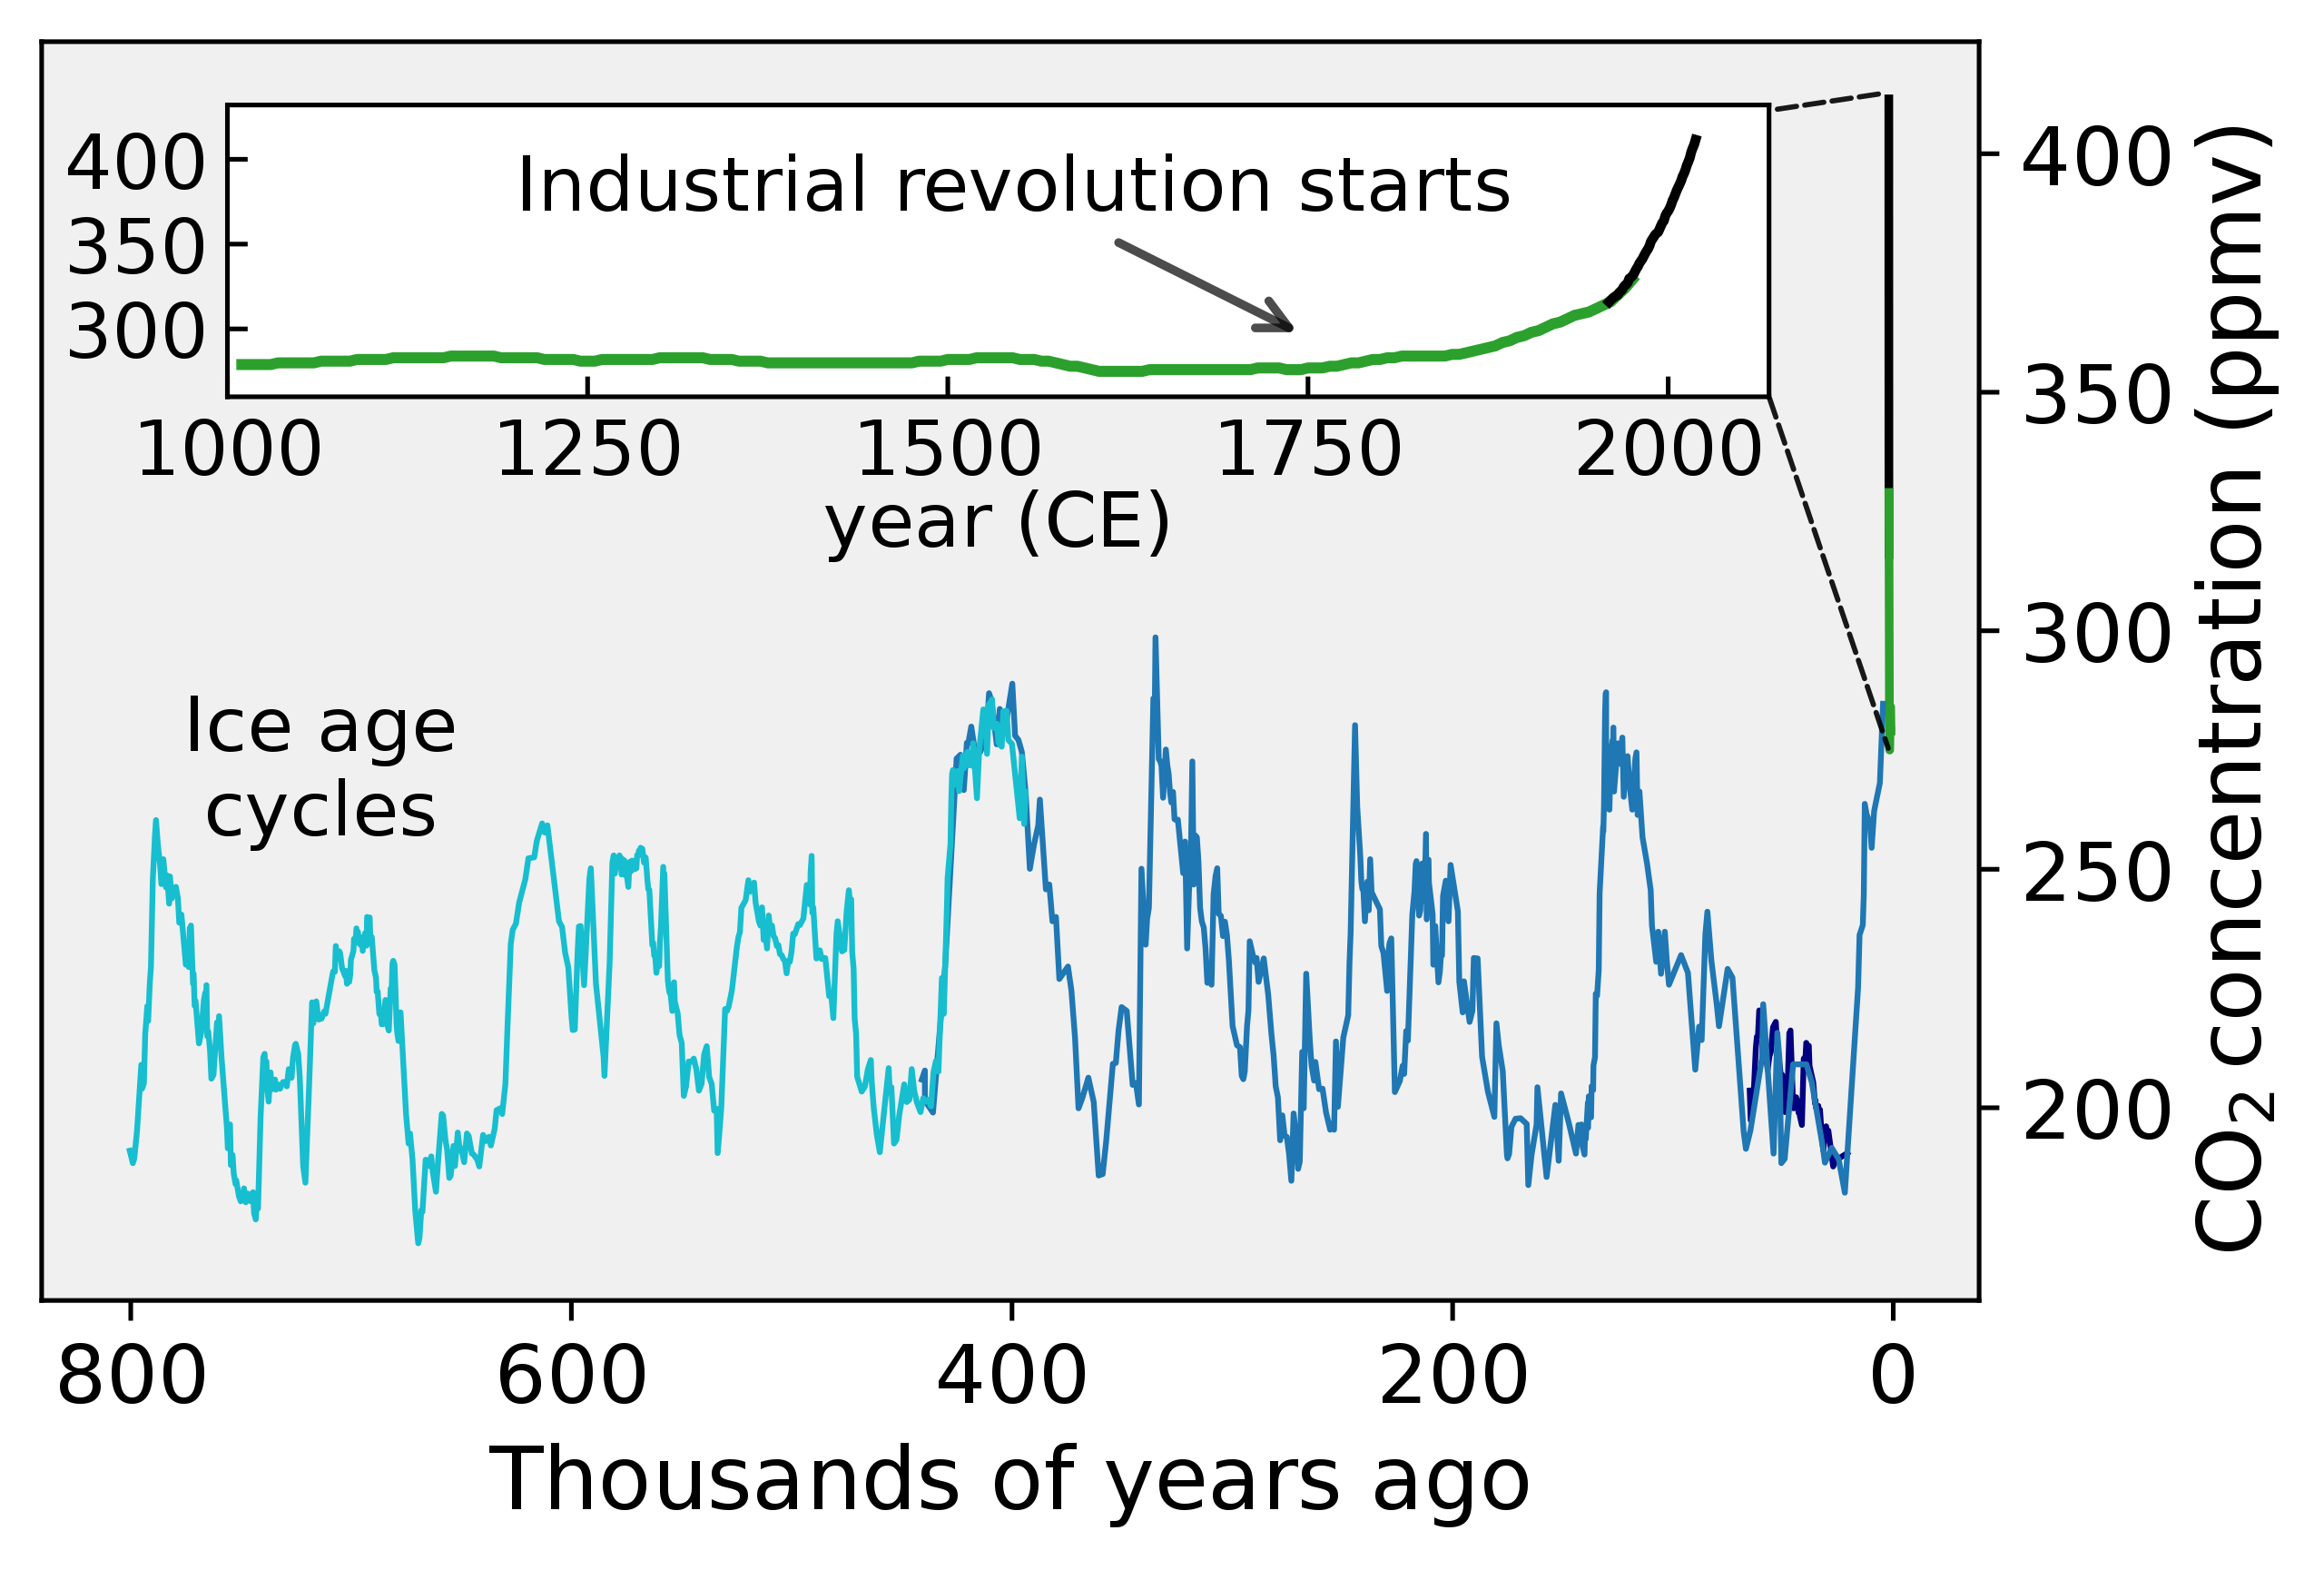 400
350
300
Industrial revolution starts
1000 1250 1500 1750 2000
year (CE)
Ice age
cycles
400
350
300
250
200
CO₂ concentration (ppmv)
800 600 400 200 0
Thousands of years ago